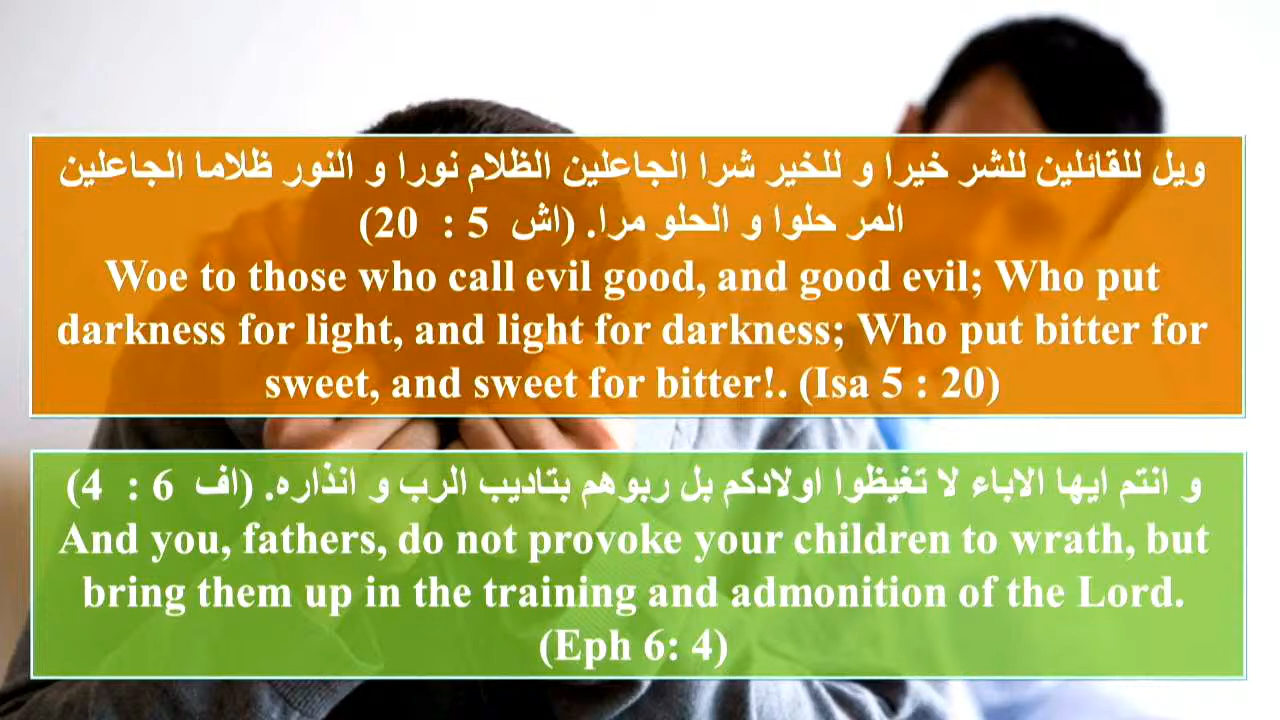 ويل للقائلين للشر خيرا و للخير شرا الجاعلين الظلام نورا و النور ظلاما الجاعلين
المر حلوا و الحلو مرا. (اش 5 : 20)
Woe to those who call evil good, and good evil; Who put
darkness for light, and light for darkness; Who put bitter for
sweet, and sweet for bitter!. (Isa 5 : 20)
و انتم ايها الاباء لا تغيظوا اولادكم بل ربوهم بتاديب الرب و انذاره. (اف 6 : 4)
And you, fathers, do not provoke your children to wrath, but
bring them up in the training and admonition of the Lord.
(Eph 6: 4)